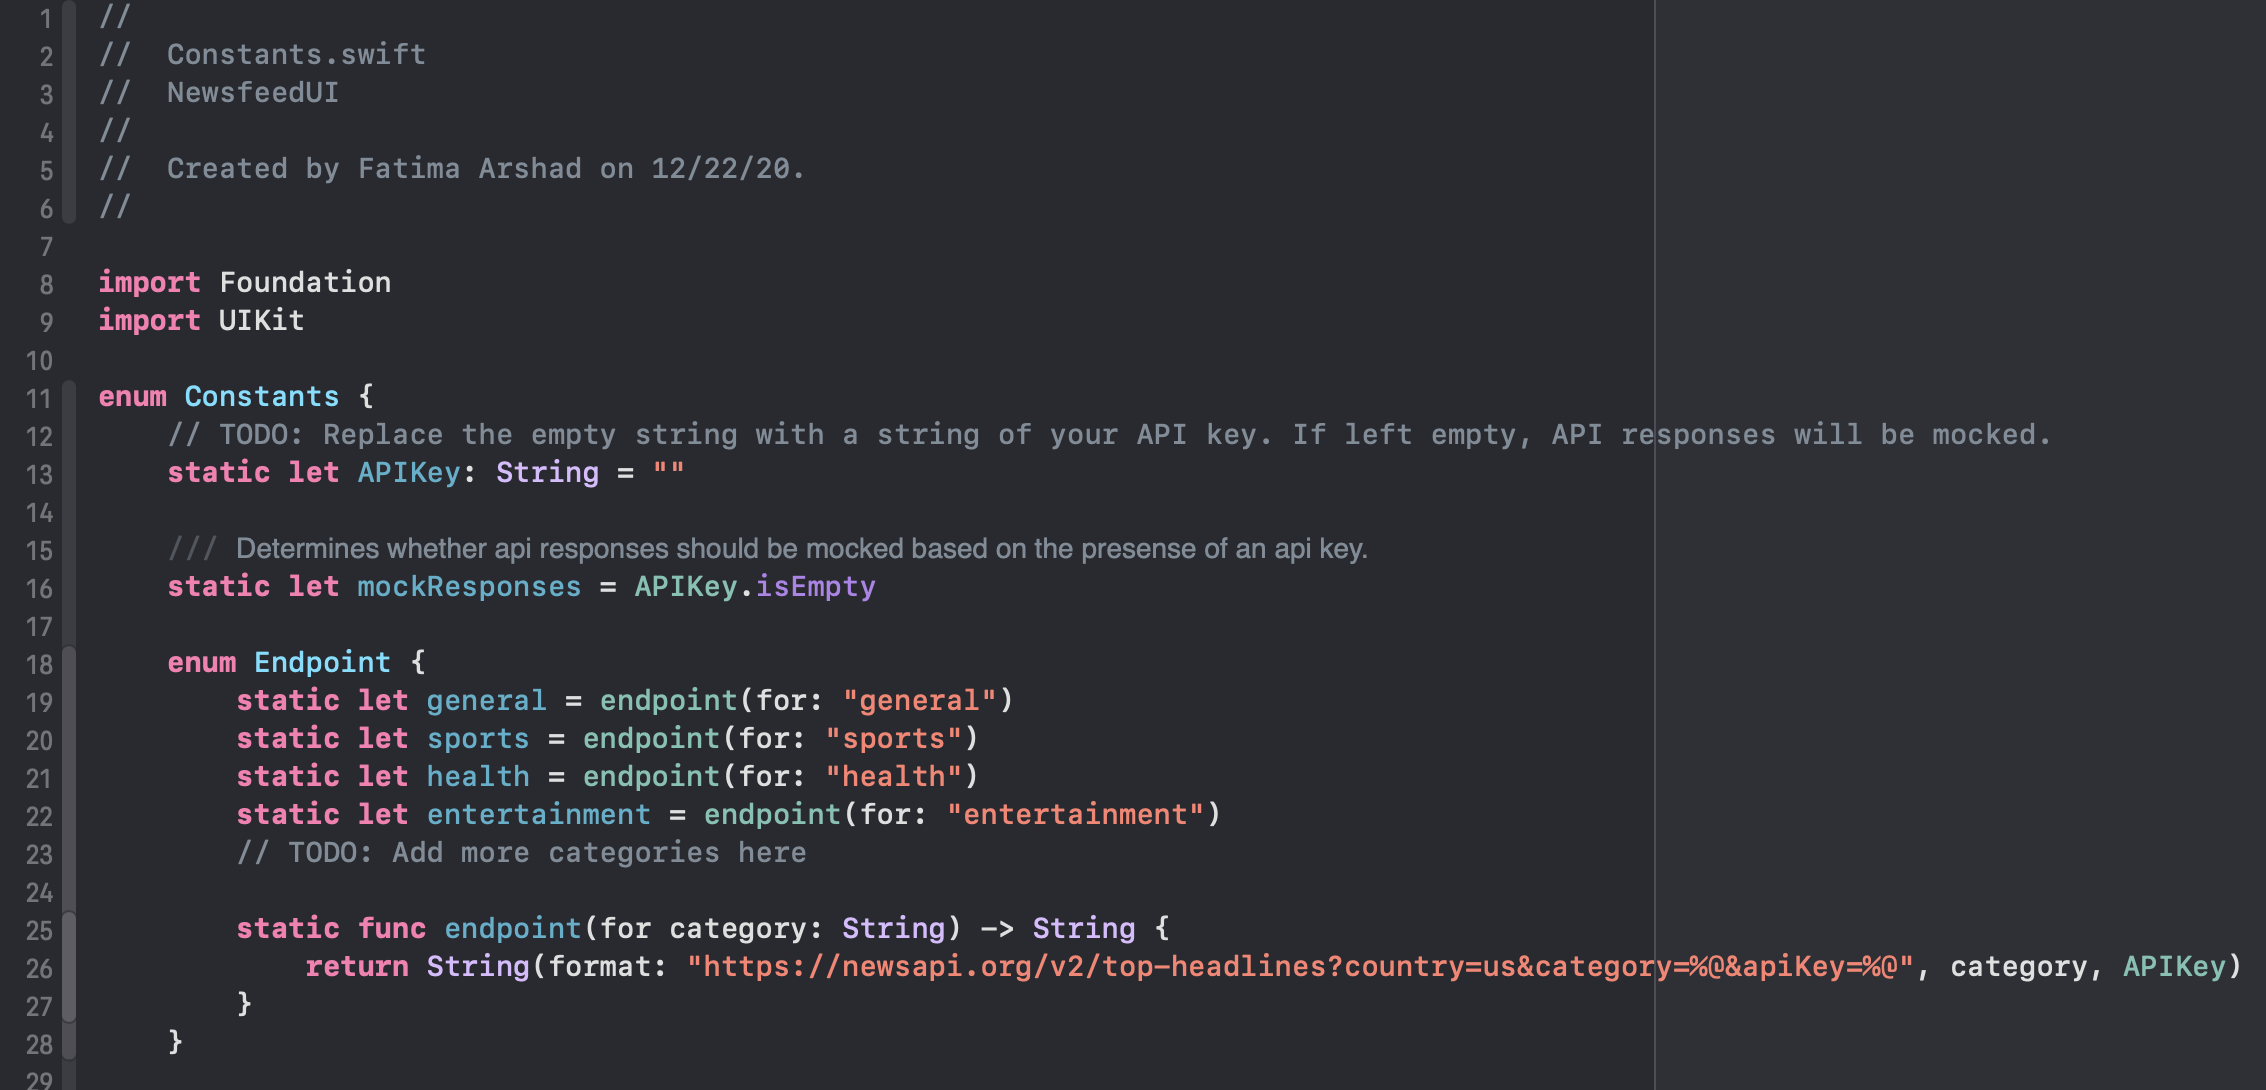 1 //
2 //  Constants.swift
3 //  NewsfeedUI
4 //
5 //  Created by Fatima Arshad on 12/22/20.
6 //
7
8 import Foundation
9 import UIKit
10
11 enum Constants {
12     // TODO: Replace the empty string with a string of your API key. If left empty, API responses will be mocked.
13     static let APIKey: String = ""
14
15     /// Determines whether api responses should be mocked based on the presense of an api key.
16     static let mockResponses = APIKey.isEmpty
17
18     enum Endpoint {
19         static let general = endpoint(for: "general")
20         static let sports = endpoint(for: "sports")
21         static let health = endpoint(for: "health")
22         static let entertainment = endpoint(for: "entertainment")
23         // TODO: Add more categories here
24
25         static func endpoint(for category: String) -> String {
26             return String(format: "https://newsapi.org/v2/top-headlines?country=us&category=%@&apiKey=%@", category, APIKey)
27         }
28     }
29